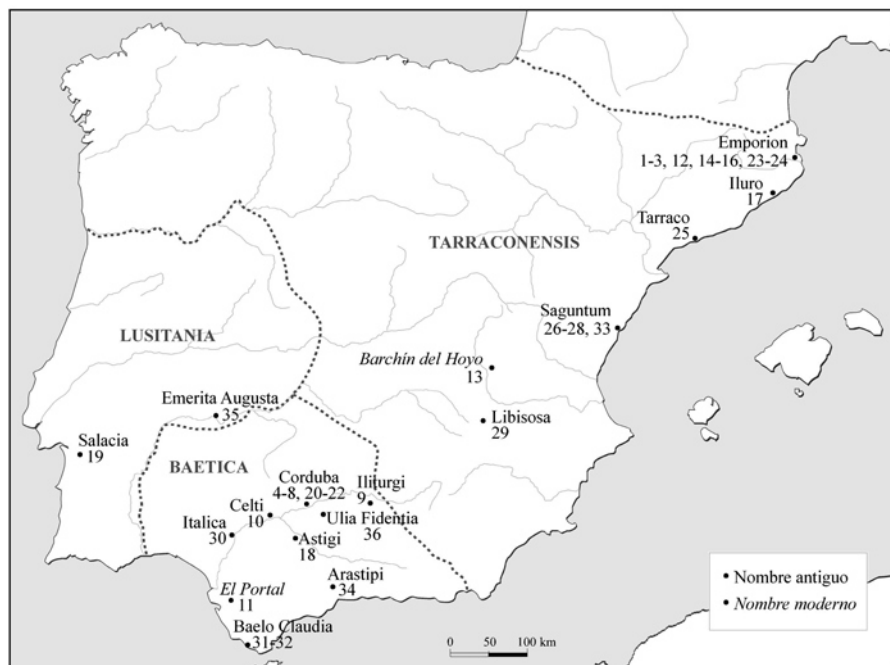 Emporion
1-3, 12, 14-16, 23-24
Iluro
17
Tarraco
25
TARRACONENSIS
Saguntum
26-28, 33
LUSITANIA
Barchín del Hoyo
13
Emerita Augusta
35
Libisosa
29
Salacia
19
BAETICA
Corduba
4-8, 20-22
Iliturgi
9
Celti
10
Ulia Fidentia
36
Italica
30
Astigi
18
El Portal
11
Arastipi
34
Baelo Claudia
31-32
Nombre antiguo
Nombre moderno
0 50 100 km